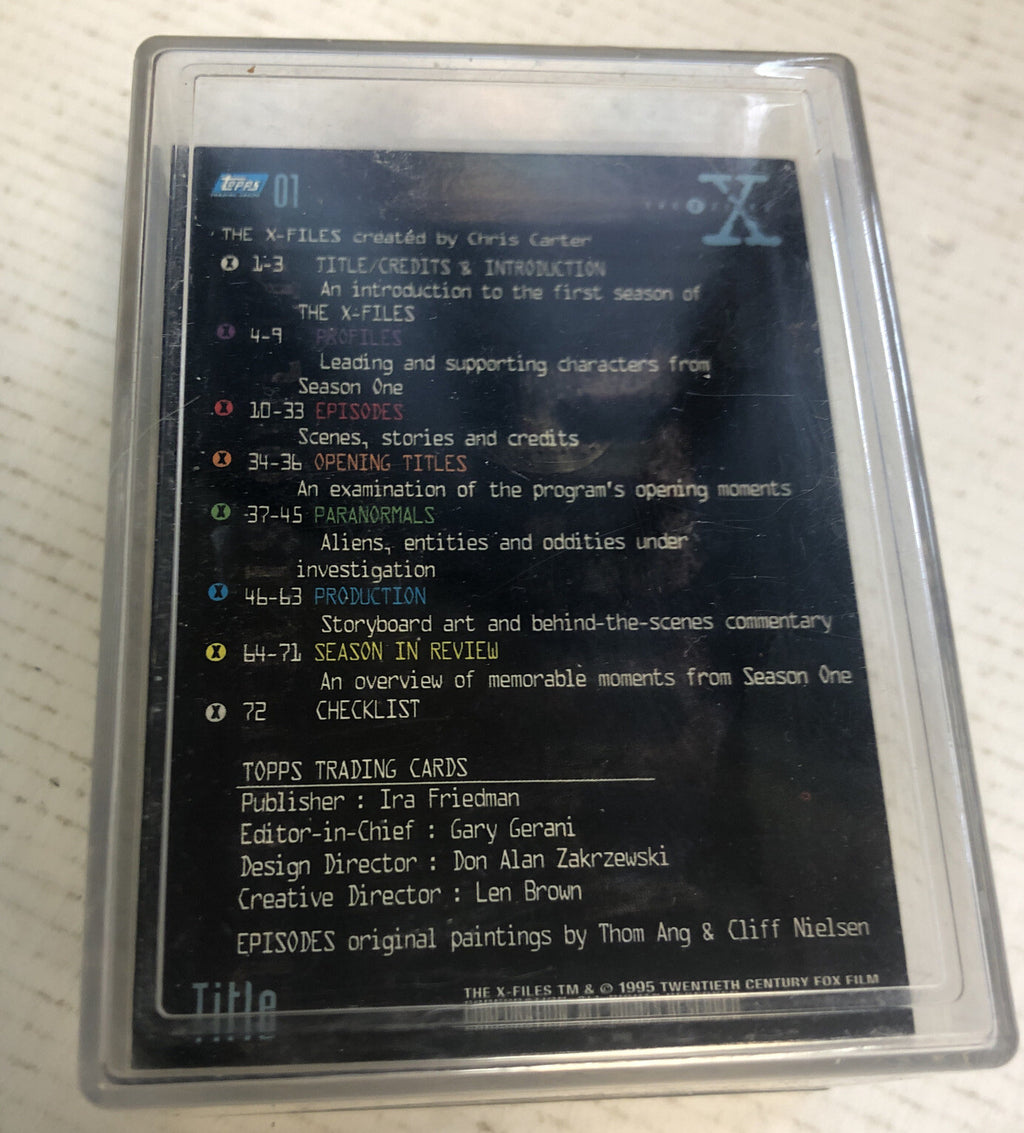 Topps 01
X
THE X-FILES created by Chris Carter
1-3 TITLE/CREDITS & INTRODUCTION
An introduction to the first season of
THE X-FILES
4-9 PROFILES
Leading and supporting characters from
Season One
10-33 EPISODES
Scenes, stories and credits
34-36 OPENING TITLES
An examination of the program's opening moments
37-45 PARANORMALS
Aliens, entities and oddities under
investigation
46-63 PRODUCTION
Storyboard art and behind-the-scenes commentary
64-71 SEASON IN REVIEW
An overview of memorable moments from Season One
72 CHECKLIST
TOPPS TRADING CARDS
Publisher : Ira Friedman
Editor-in-Chief : Gary Gerani
Design Director : Don Alan Zakrzewski
Creative Director : Len Brown
EPISODES original paintings by Thom Ang & Cliff Nielsen
Title
THE X-FILES TM & © 1995 TWENTIETH CENTURY FOX FILM
CORPORATION. ALL RIGHTS RESERVED.